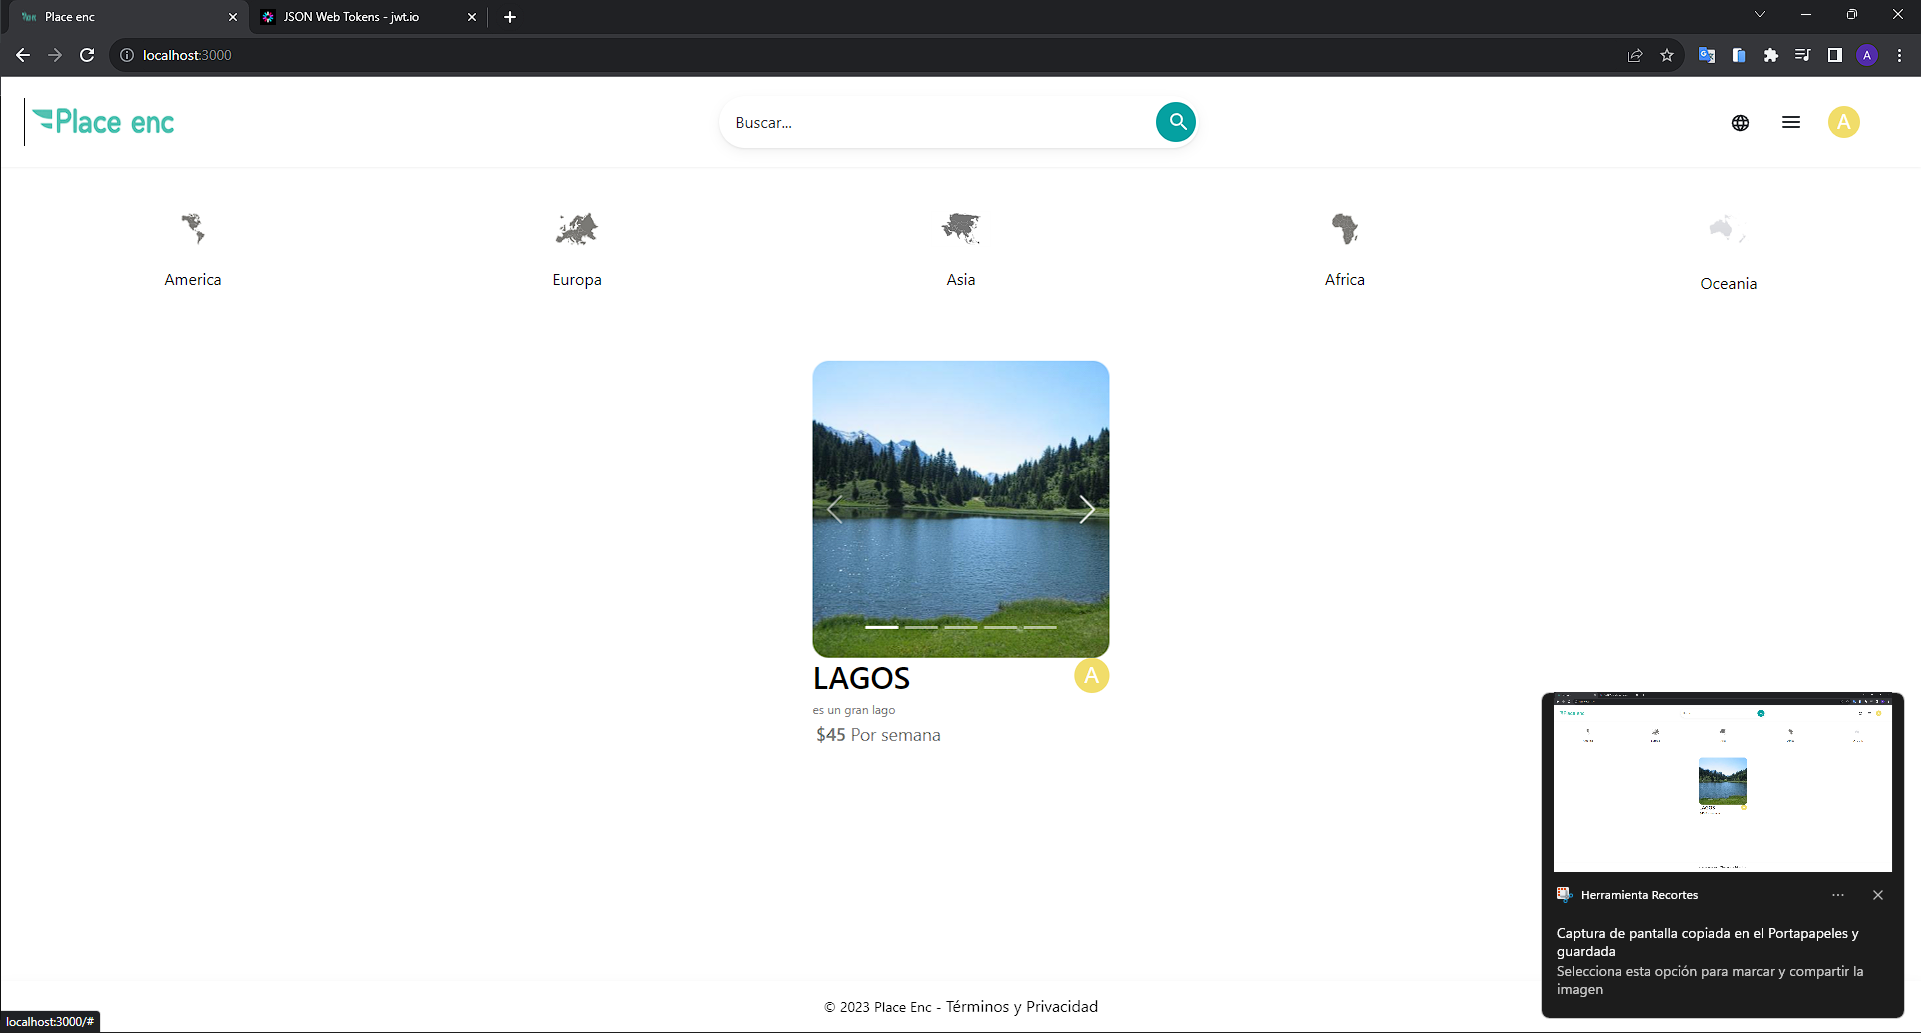 Place enc
JSON Web Tokens - jwt.io
localhost:3000
A
Place enc
Buscar...
A
America
Europa
Asia
Africa
Oceania
LAGOS
A
es un gran lago
$45 Por semana
Herramienta Recortes
Captura de pantalla copiada en el Portapapeles y
guardada
Selecciona esta opción para marcar y compartir la
imagen
© 2023 Place Enc - Términos y Privacidad
localhost:3000/#